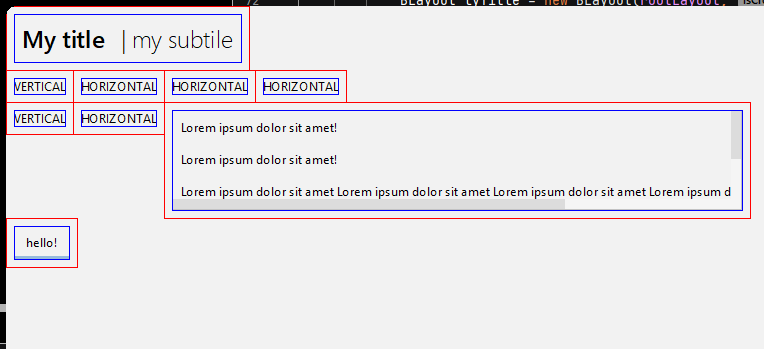 72 BLayout lyTitle = new BLayout(rootLayout, isCr
My title | my subtile
VERTICAL HORIZONTAL HORIZONTAL HORIZONTAL
VERTICAL HORIZONTAL
Lorem ipsum dolor sit amet!
Lorem ipsum dolor sit amet!
Lorem ipsum dolor sit amet Lorem ipsum dolor sit amet Lorem ipsum dolor sit amet Lorem ipsum d
hello!